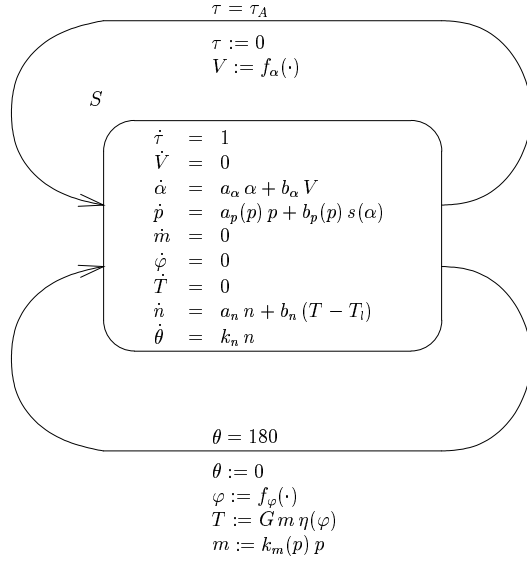 τ = τ_A
τ := 0
V := f_α(·)
S
τ̇ = 1
V̇ = 0
α̇ = a_α α + b_α V
ṗ = a_p(p) p + b_p(p) s(α)
ṁ = 0
φ̇ = 0
Ṫ = 0
ṅ = a_n n + b_n (T − T_l)
θ̇ = k_n n
θ = 180
θ := 0
φ := f_φ(·)
T := G m η(φ)
m := k_m(p) p